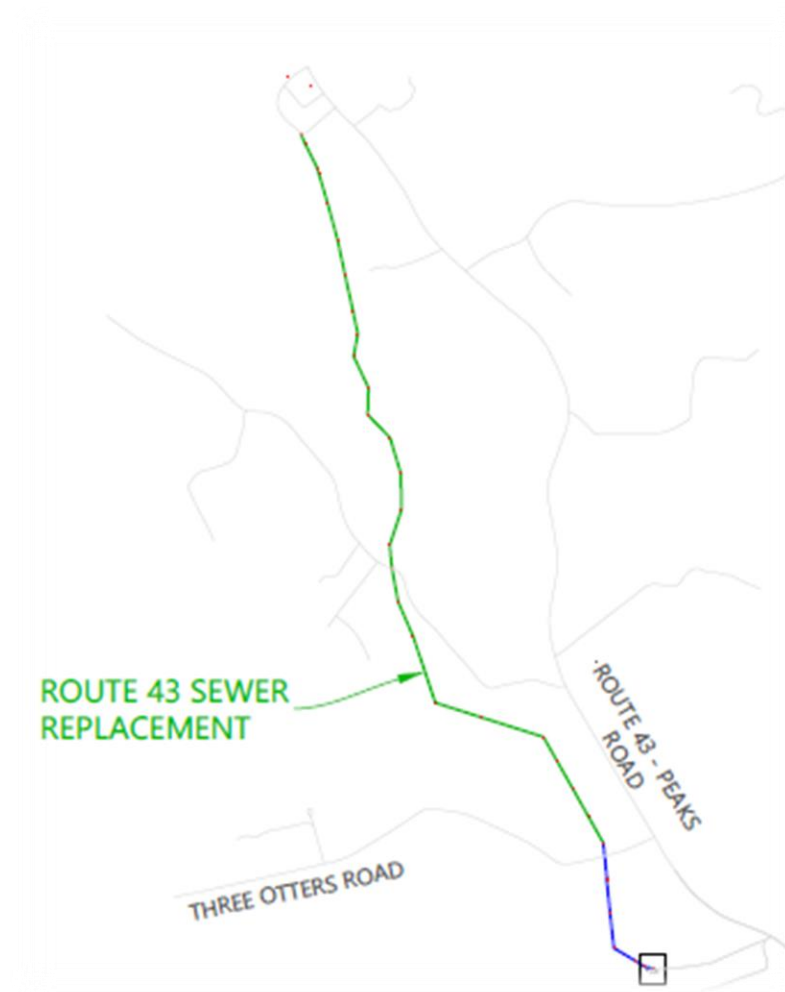 ROUTE 43 SEWER
REPLACEMENT
ROUTE 43 - PEAKS
ROAD
THREE OTTERS ROAD